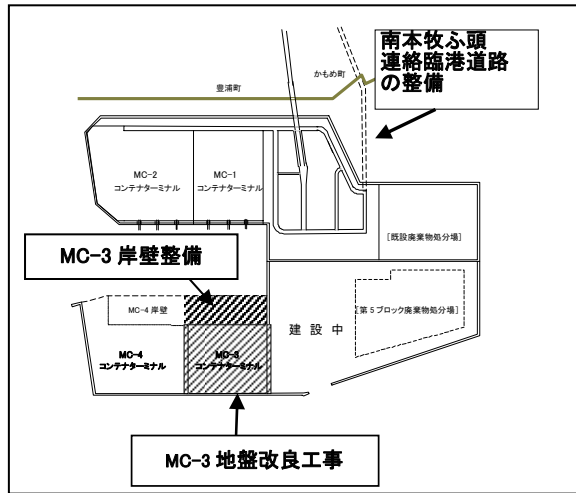 南本牧ふ頭
連絡臨港道路
の整備
かもめ町
豊浦町
MC-2
コンテナターミナル
MC-1
コンテナターミナル
[既設廃棄物処分場]
MC-3 岸壁整備
MC-4 岸壁
[第5ブロック廃棄物処分場]
建 設 中
MC-4
コンテナターミナル
MC-3
コンテナターミナル
MC-3 地盤改良工事